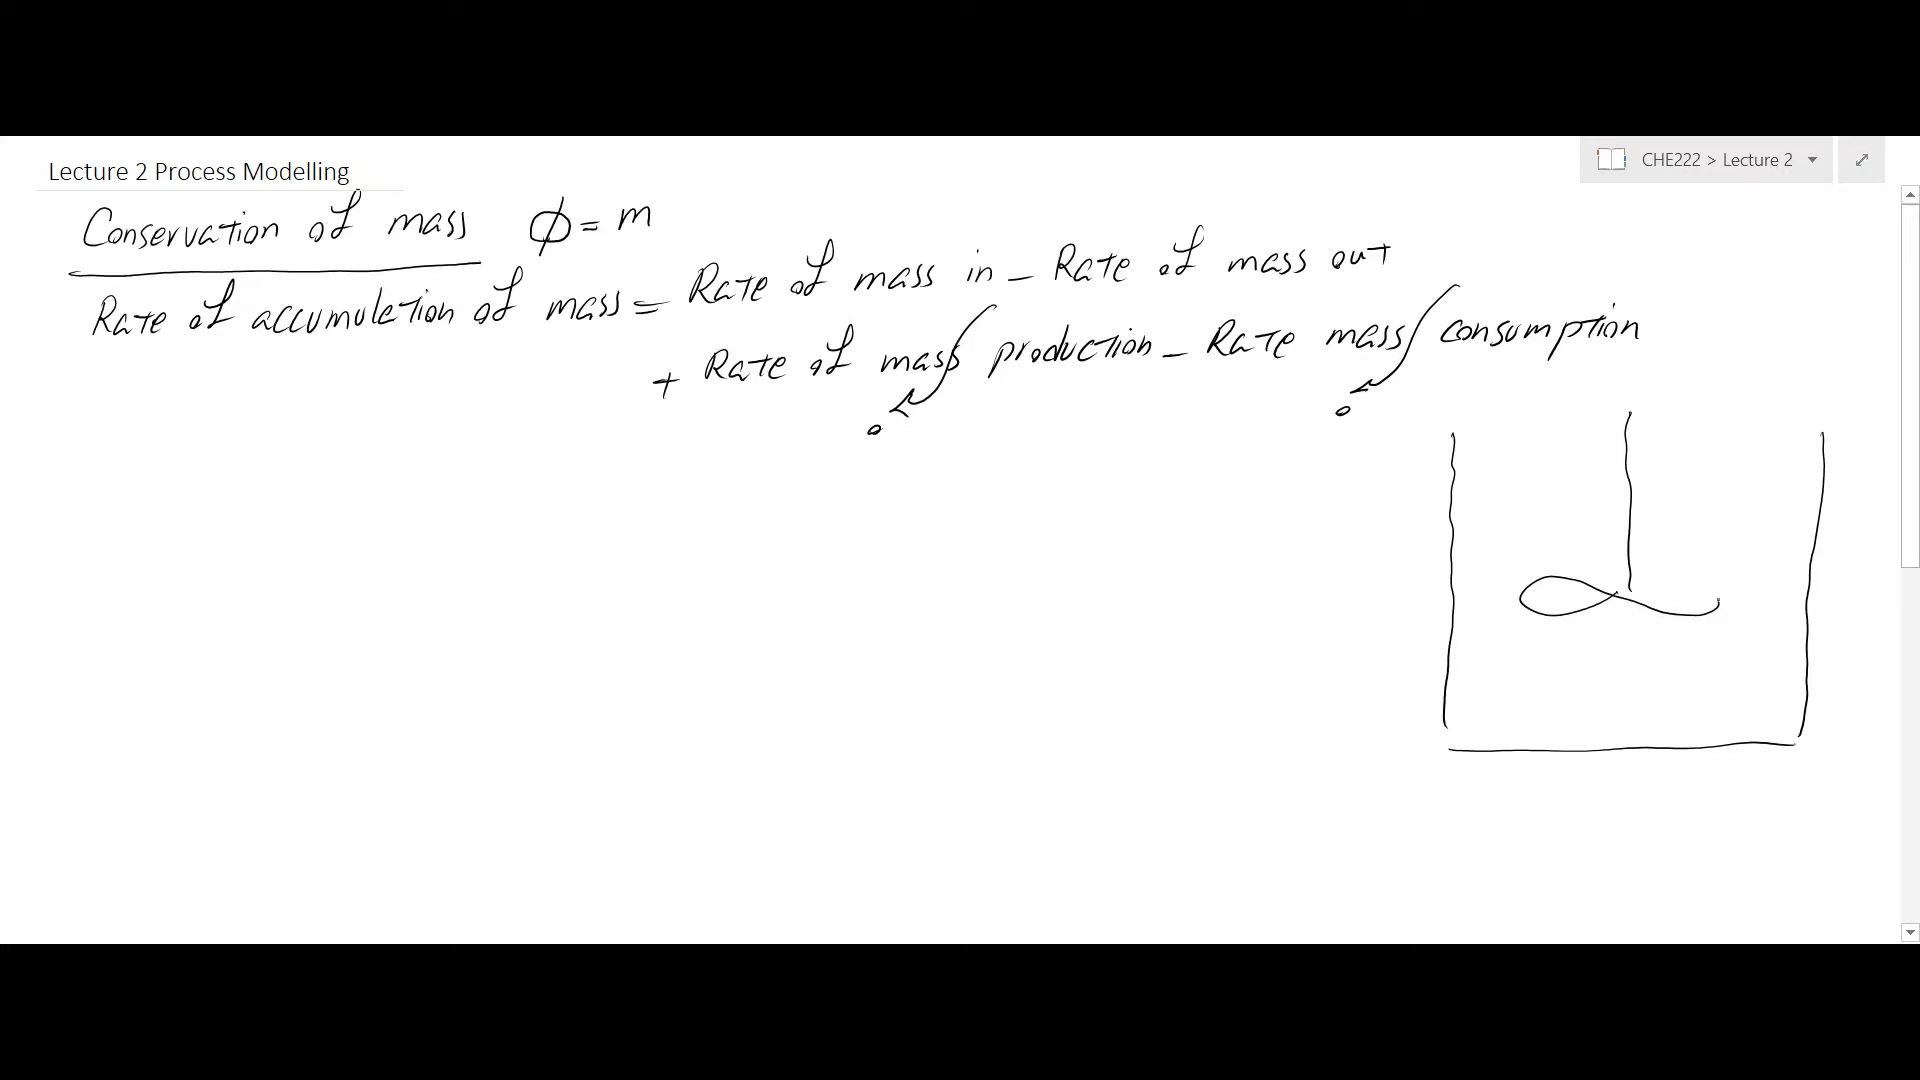 Lecture 2 Process Modelling
CHE222 > Lecture 2
Conservation of mass ϕ = m
Rate of accumulation of mass = Rate of mass in - Rate of mass out
+ Rate of mass production - Rate mass consumption
0 0